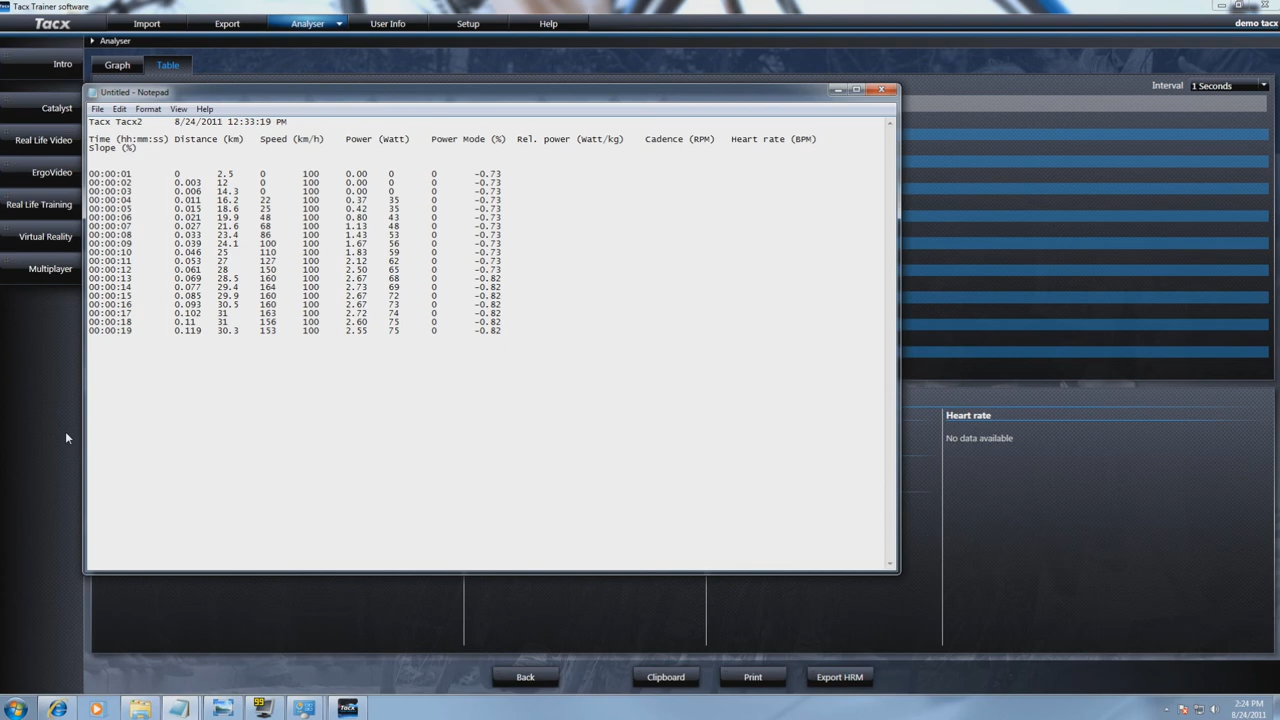 Tacx Trainer software
Tacx Import Export Analyser User Info Setup Help demo tacx
Analyser
Intro
Catalyst
Real Life Video
ErgoVideo
Real Life Training
Virtual Reality
Multiplayer
Graph Table
Interval 1 Seconds
Untitled - Notepad
File Edit Format View Help
Tacx Tacx2 8/24/2011 12:33:19 PM
Time (hh:mm:ss) Distance (km) Speed (km/h) Power (Watt) Power Mode (%) Rel. power (Watt/kg) Cadence (RPM) Heart rate (BPM)
Slope (%)
00:00:01 0 2.5 0 100 0.00 0 0 -0.73
00:00:02 0.003 12 0 100 0.00 0 0 -0.73
00:00:03 0.006 14.3 0 100 0.00 0 0 -0.73
00:00:04 0.011 16.2 22 100 0.37 35 0 -0.73
00:00:05 0.015 18.6 25 100 0.42 35 0 -0.73
00:00:06 0.021 19.9 48 100 0.80 43 0 -0.73
00:00:07 0.027 21.6 68 100 1.13 48 0 -0.73
00:00:08 0.033 23.4 86 100 1.43 53 0 -0.73
00:00:09 0.039 24.1 100 100 1.67 56 0 -0.73
00:00:10 0.046 25 110 100 1.83 59 0 -0.73
00:00:11 0.053 27 127 100 2.12 62 0 -0.73
00:00:12 0.061 28 150 100 2.50 65 0 -0.73
00:00:13 0.069 28.5 160 100 2.67 68 0 -0.82
00:00:14 0.077 29.4 164 100 2.73 69 0 -0.82
00:00:15 0.085 29.9 160 100 2.67 72 0 -0.82
00:00:16 0.093 30.5 160 100 2.67 73 0 -0.82
00:00:17 0.102 31 163 100 2.72 74 0 -0.82
00:00:18 0.11 31 156 100 2.60 75 0 -0.82
00:00:19 0.119 30.3 153 100 2.55 75 0 -0.82
Heart rate
No data available
Back Clipboard Print Export HRM
99
Tacx
2:24 PM
8/24/2011